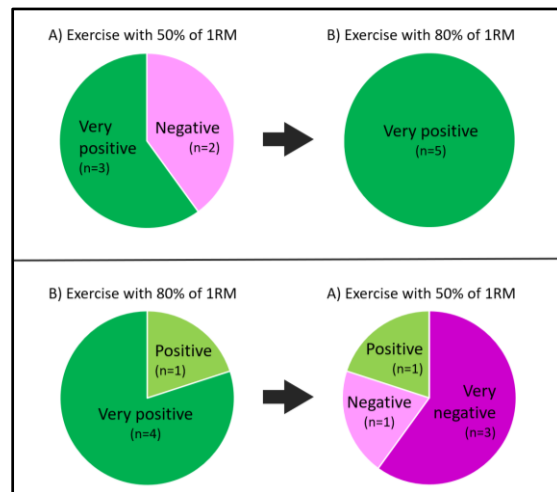 A) Exercise with 50% of 1RM
B) Exercise with 80% of 1RM
Very
positive
(n=3)
Negative
(n=2)
Very positive
(n=5)
B) Exercise with 80% of 1RM
A) Exercise with 50% of 1RM
Positive
(n=1)
Very positive
(n=4)
Positive
(n=1)
Negative
(n=1)
Very
negative
(n=3)